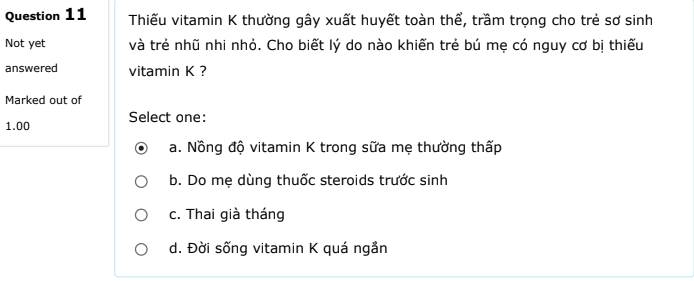 Question 11
Not yet
answered
Marked out of
1.00
Thiếu vitamin K thường gây xuất huyết toàn thể, trầm trọng cho trẻ sơ sinh
và trẻ nhũ nhi nhỏ. Cho biết lý do nào khiến trẻ bú mẹ có nguy cơ bị thiếu
vitamin K ?
Select one:
a. Nồng độ vitamin K trong sữa mẹ thường thấp
b. Do mẹ dùng thuốc steroids trước sinh
c. Thai già tháng
d. Đời sống vitamin K quá ngắn